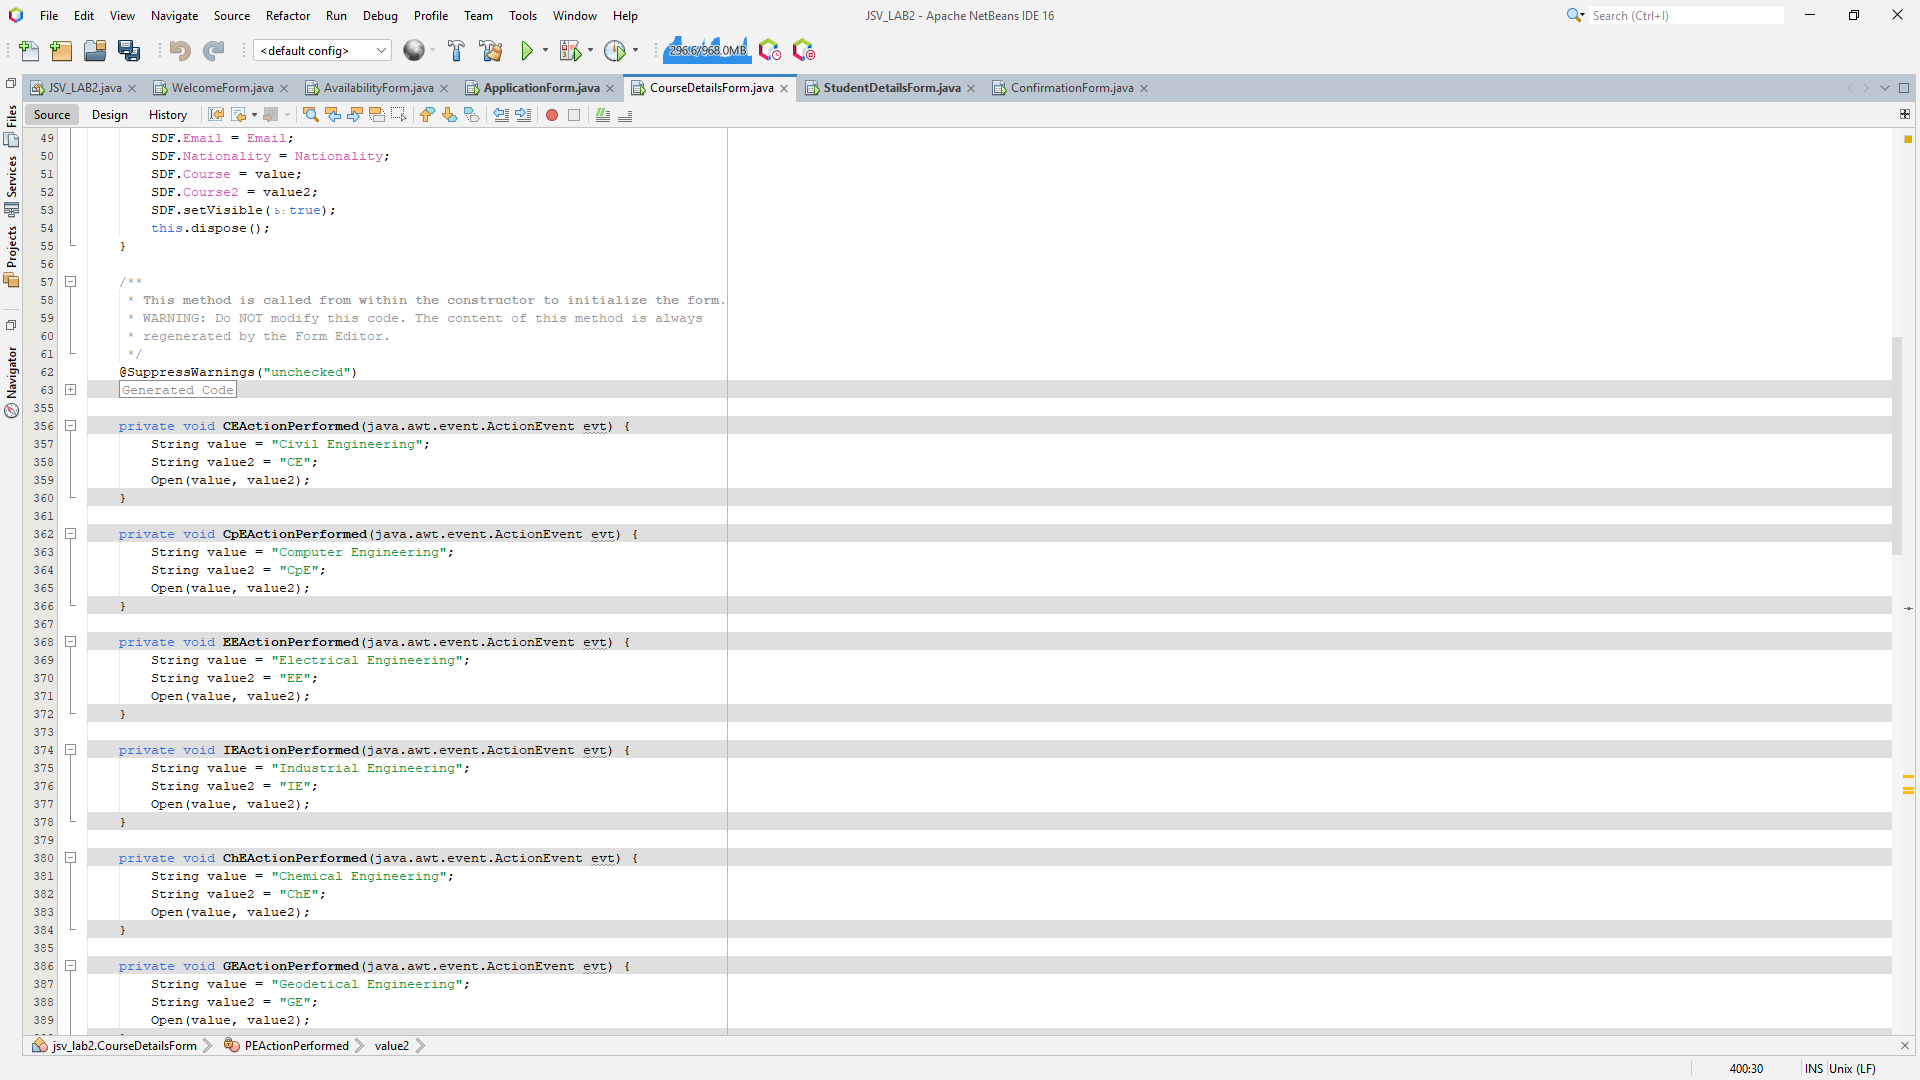 File Edit View Navigate Source Refactor Run Debug Profile Team Tools Window Help JSV_LAB2 - Apache NetBeans IDE 16 Search (Ctrl+I)
<default config> 296.6/968.0MB
JSV_LAB2.java WelcomeForm.java AvailabilityForm.java ApplicationForm.java CourseDetailsForm.java StudentDetailsForm.java ConfirmationForm.java
Source Design History
Files
Services
Projects
Navigator
49 SDF.Email = Email;
50 SDF.Nationality = Nationality;
51 SDF.Course = value;
52 SDF.Course2 = value2;
53 SDF.setVisible(b:true);
54 this.dispose();
55 }
56
57 /**
58 * This method is called from within the constructor to initialize the form.
59 * WARNING: Do NOT modify this code. The content of this method is always
60 * regenerated by the Form Editor.
61 */
62 @SuppressWarnings("unchecked")
63 Generated Code
355
356 private void CEActionPerformed(java.awt.event.ActionEvent evt) {
357 String value = "Civil Engineering";
358 String value2 = "CE";
359 Open(value, value2);
360 }
361
362 private void CpEActionPerformed(java.awt.event.ActionEvent evt) {
363 String value = "Computer Engineering";
364 String value2 = "CpE";
365 Open(value, value2);
366 }
367
368 private void EEActionPerformed(java.awt.event.ActionEvent evt) {
369 String value = "Electrical Engineering";
370 String value2 = "EE";
371 Open(value, value2);
372 }
373
374 private void IEActionPerformed(java.awt.event.ActionEvent evt) {
375 String value = "Industrial Engineering";
376 String value2 = "IE";
377 Open(value, value2);
378 }
379
380 private void ChEActionPerformed(java.awt.event.ActionEvent evt) {
381 String value = "Chemical Engineering";
382 String value2 = "ChE";
383 Open(value, value2);
384 }
385
386 private void GEActionPerformed(java.awt.event.ActionEvent evt) {
387 String value = "Geodetical Engineering";
388 String value2 = "GE";
389 Open(value, value2);
jsv_lab2.CourseDetailsForm PEActionPerformed value2
400:30 INS Unix (LF)